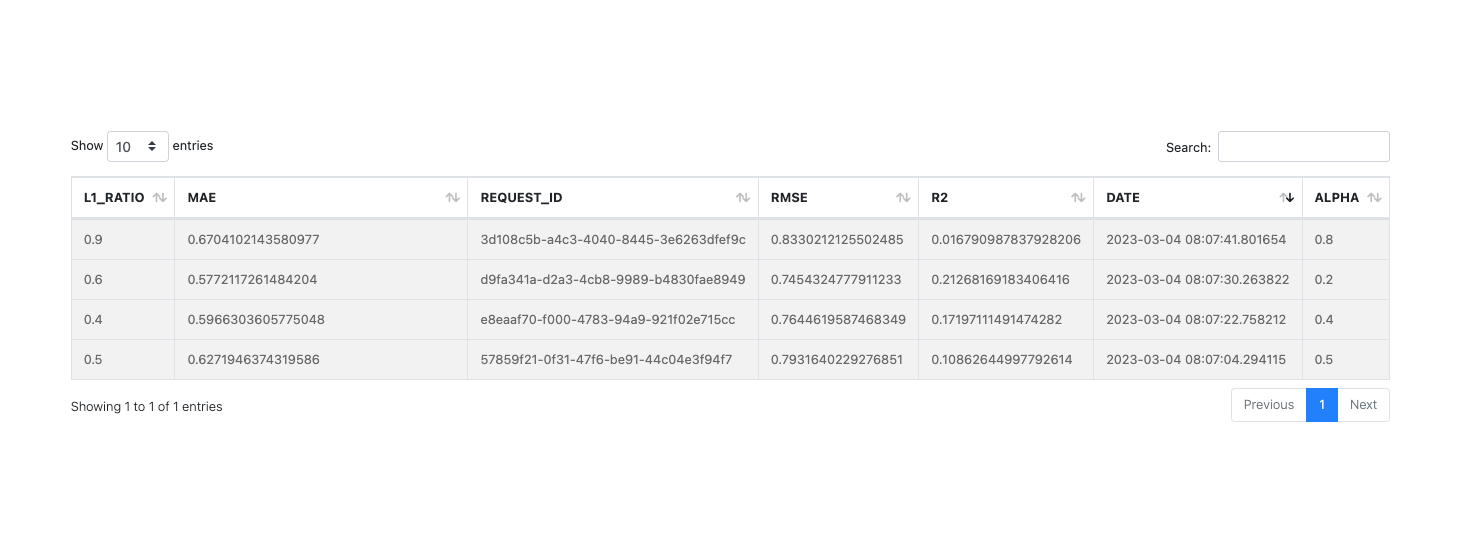 Show 10 entries Search:
L1_RATIO MAE REQUEST_ID RMSE R2 DATE ALPHA
0.9 0.6704102143580977 3d108c5b-a4c3-4040-8445-3e6263dfef9c 0.8330212125502485 0.016790987837928206 2023-03-04 08:07:41.801654 0.8
0.6 0.5772117261484204 d9fa341a-d2a3-4cb8-9989-b4830fae8949 0.7454324777911233 0.21268169183406416 2023-03-04 08:07:30.263822 0.2
0.4 0.5966303605775048 e8eaaf70-f000-4783-94a9-921f02e715cc 0.7644619587468349 0.17197111491474282 2023-03-04 08:07:22.758212 0.4
0.5 0.6271946374319586 57859f21-0f31-47f6-be91-44c04e3f94f7 0.7931640229276851 0.10862644997792614 2023-03-04 08:07:04.294115 0.5
Showing 1 to 1 of 1 entries Previous 1 Next